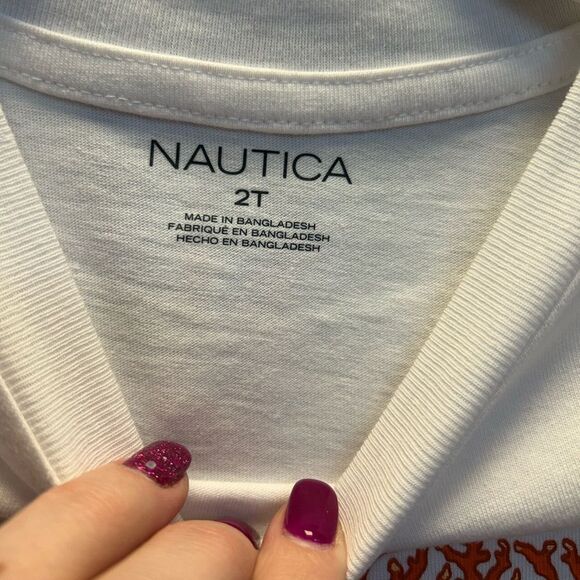 NAUTICA
2T
MADE IN BANGLADESH
FABRIQUÉ EN BANGLADESH
HECHO EN BANGLADESH